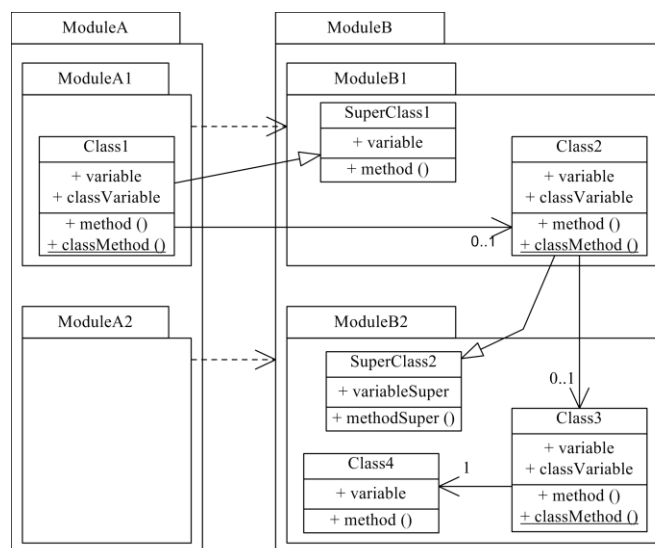 ModuleA
ModuleA1
Class1
+ variable
+ classVariable
+ method ()
+ classMethod ()
ModuleA2
ModuleB
ModuleB1
SuperClass1
+ variable
+ method ()
Class2
+ variable
+ classVariable
+ method ()
+ classMethod ()
0..1
ModuleB2
SuperClass2
+ variableSuper
+ methodSuper ()
0..1
Class3
+ variable
+ classVariable
+ method ()
+ classMethod ()
1
Class4
+ variable
+ method ()